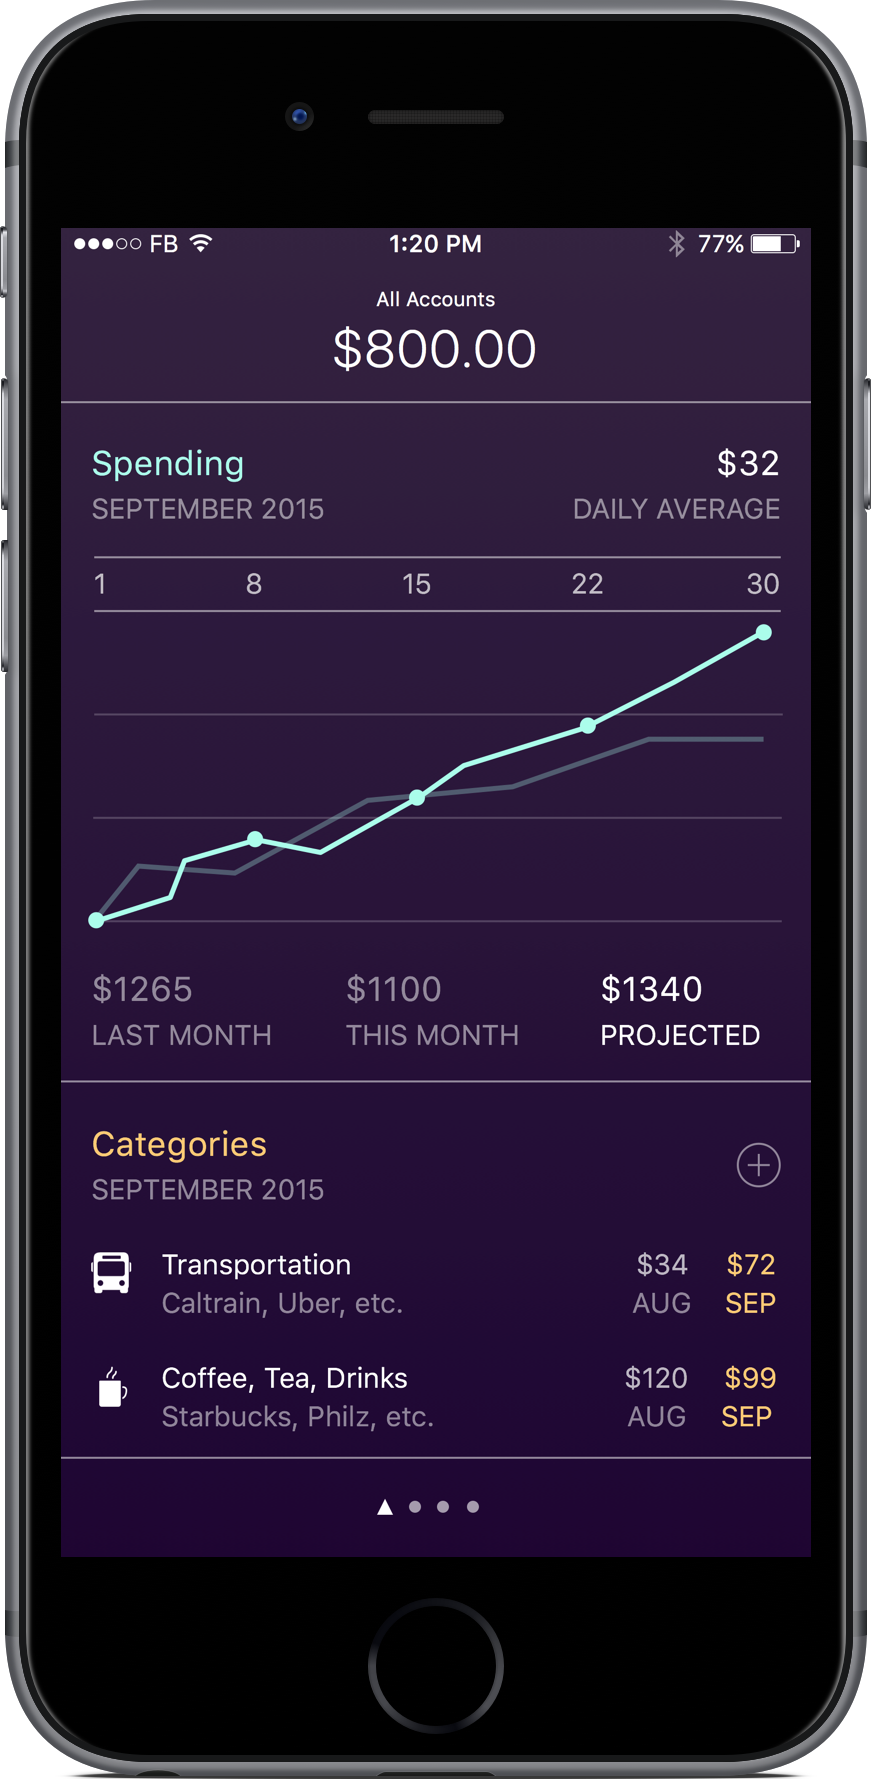 FB 1:20 PM 77%
All Accounts
$800.00
Spending $32
SEPTEMBER 2015 DAILY AVERAGE
1 8 15 22 30
$1265 $1100 $1340
LAST MONTH THIS MONTH PROJECTED
Categories
SEPTEMBER 2015
Transportation $34 $72
Caltrain, Uber, etc. AUG SEP
Coffee, Tea, Drinks $120 $99
Starbucks, Philz, etc. AUG SEP